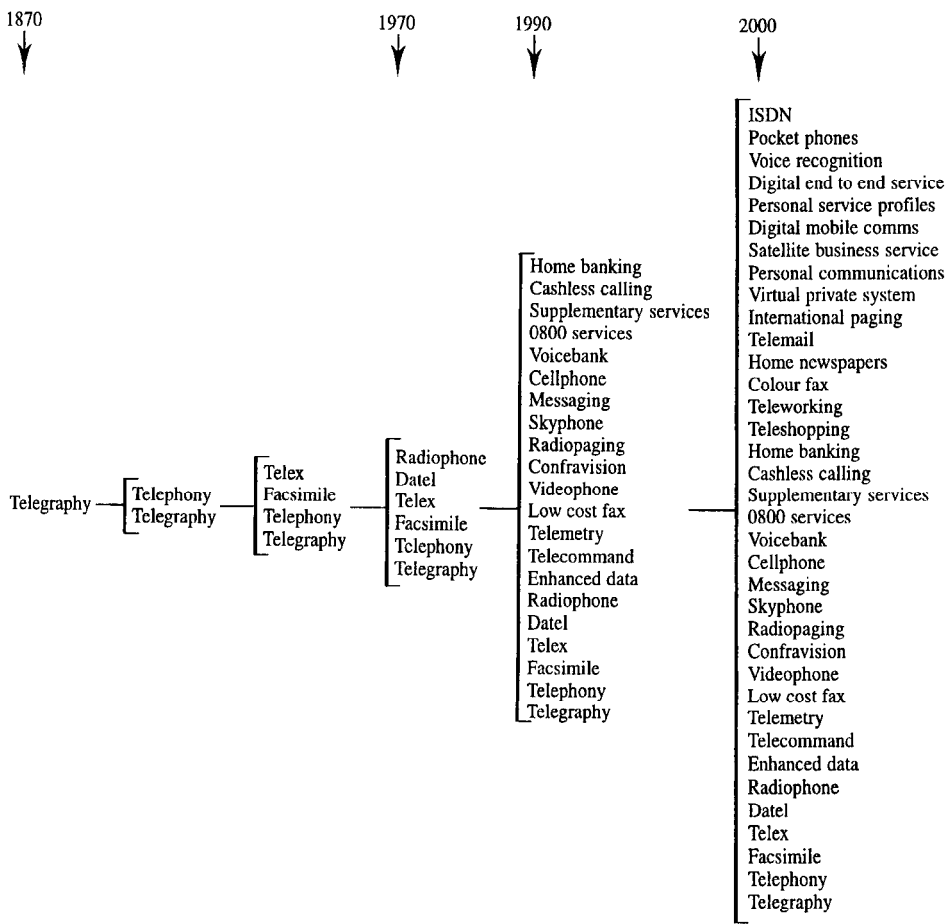 1870
1970
1990
2000
Telegraphy
Telephony
Telegraphy
Telex
Facsimile
Telephony
Telegraphy
Radiophone
Datel
Telex
Facsimile
Telephony
Telegraphy
Home banking
Cashless calling
Supplementary services
0800 services
Voicebank
Cellphone
Messaging
Skyphone
Radiopaging
Confravision
Videophone
Low cost fax
Telemetry
Telecommand
Enhanced data
Radiophone
Datel
Telex
Facsimile
Telephony
Telegraphy
ISDN
Pocket phones
Voice recognition
Digital end to end service
Personal service profiles
Digital mobile comms
Satellite business service
Personal communications
Virtual private system
International paging
Telemail
Home newspapers
Colour fax
Teleworking
Teleshopping
Home banking
Cashless calling
Supplementary services
0800 services
Voicebank
Cellphone
Messaging
Skyphone
Radiopaging
Confravision
Videophone
Low cost fax
Telemetry
Telecommand
Enhanced data
Radiophone
Datel
Telex
Facsimile
Telephony
Telegraphy